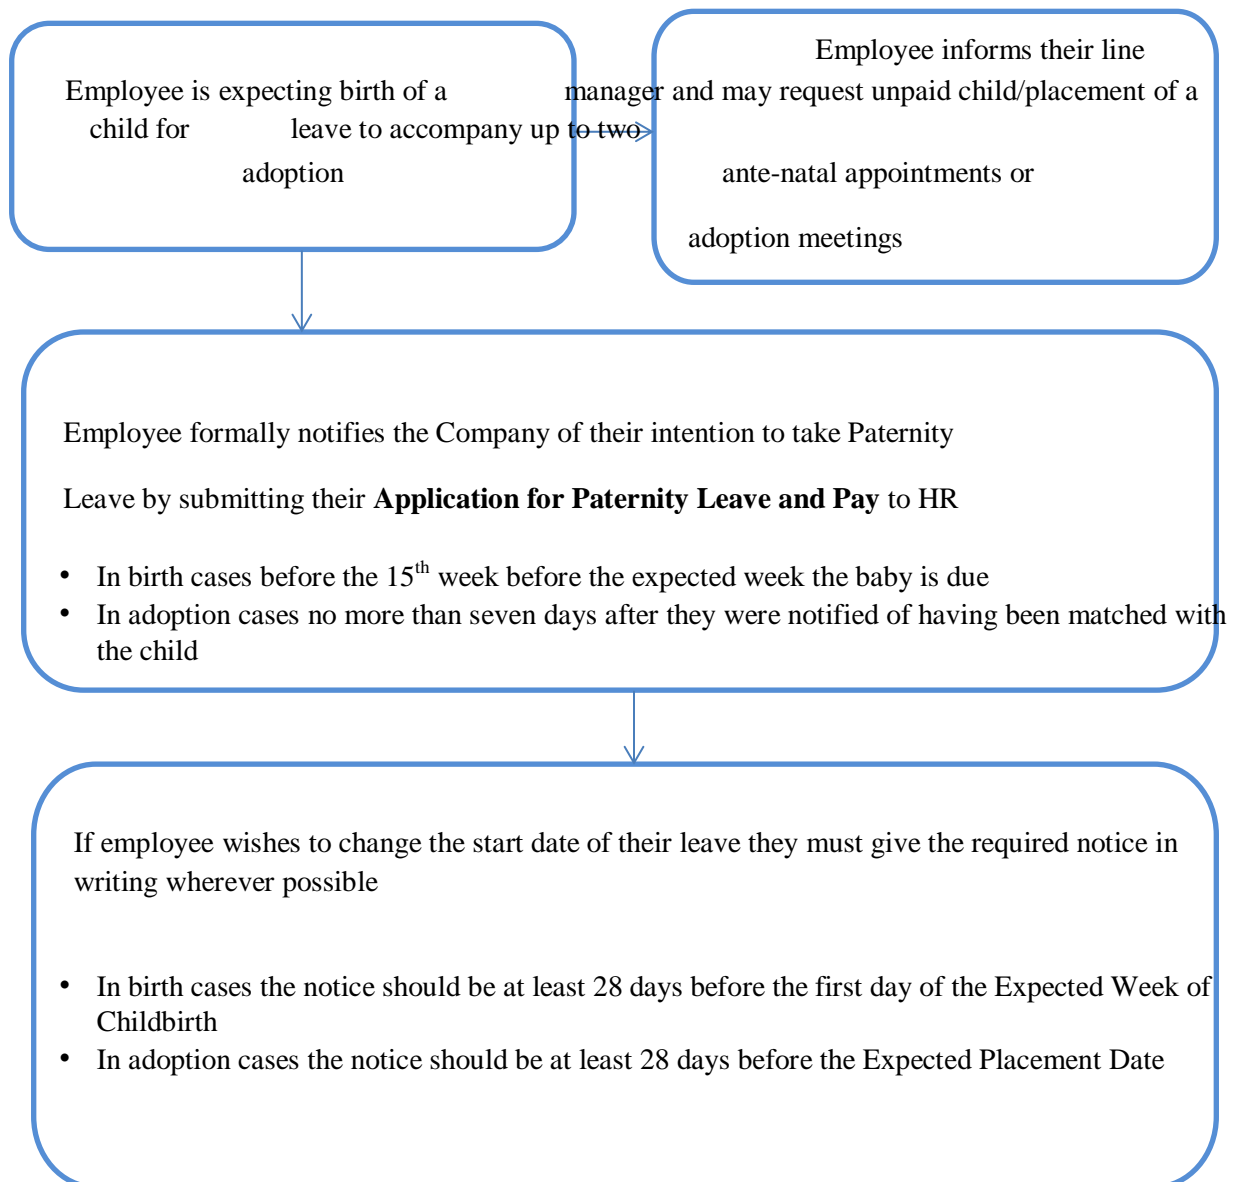 Employee informs their line
Employee is expecting birth of a manager and may request unpaid child/placement of a
child for leave to accompany up to two
adoption ante-natal appointments or
adoption meetings
Employee formally notifies the Company of their intention to take Paternity
Leave by submitting their Application for Paternity Leave and Pay to HR
• In birth cases before the 15th week before the expected week the baby is due
• In adoption cases no more than seven days after they were notified of having been matched with
the child
If employee wishes to change the start date of their leave they must give the required notice in
writing wherever possible
• In birth cases the notice should be at least 28 days before the first day of the Expected Week of
Childbirth
• In adoption cases the notice should be at least 28 days before the Expected Placement Date